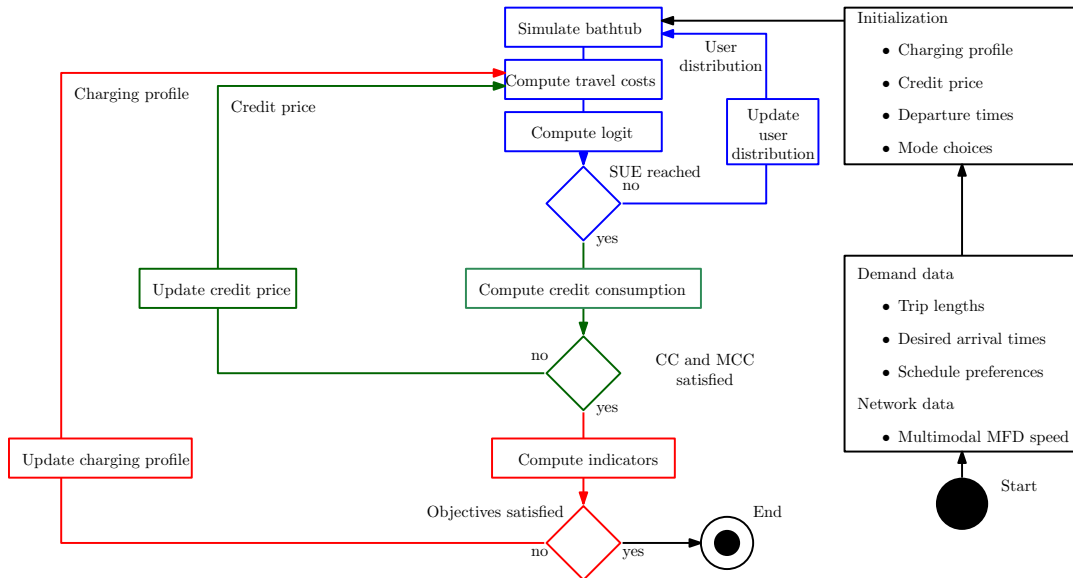 Simulate bathtub
Compute travel costs
Compute logit
SUE reached
no
yes
User
distribution
Update
user
distribution
Initialization
• Charging profile
• Credit price
• Departure times
• Mode choices
Charging profile
Credit price
Update credit price
Compute credit consumption
no
yes
CC and MCC
satisfied
Update charging profile
Compute indicators
Objectives satisfied
no
yes
End
Demand data
• Trip lengths
• Desired arrival times
• Schedule preferences
Network data
• Multimodal MFD speed
Start